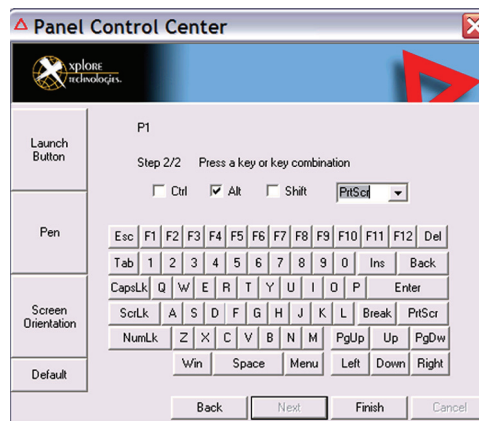 Panel Control Center
xplORE
TECHNOLOGIES.
P1
Launch
Button
Step 2/2 Press a key or key combination
Ctrl Alt Shift PrtScr
Pen
Esc F1 F2 F3 F4 F5 F6 F7 F8 F9 F10 F11 F12 Del
Tab 1 2 3 4 5 6 7 8 9 0 Ins Back
CapsLk Q W E R T Y U I O P Enter
Screen
Orientation
ScrLk A S D F G H J K L Break PrtScr
NumLk Z X C V B N M PgUp Up PgDw
Default
Win Space Menu Left Down Right
Back Next Finish Cancel